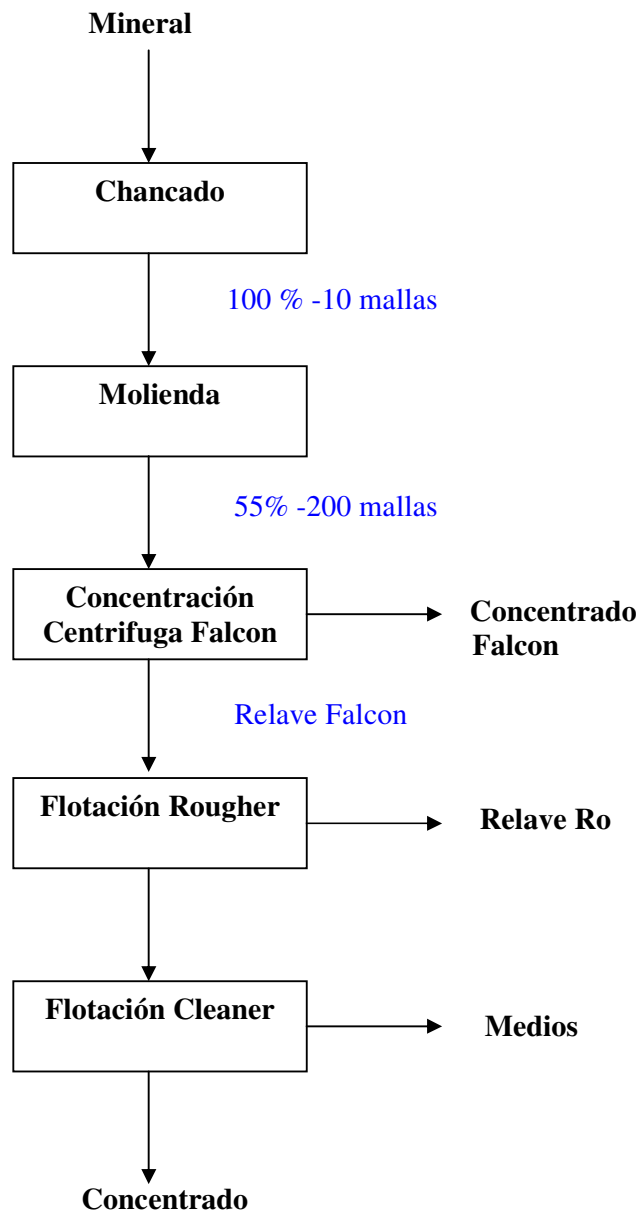 Mineral
Chancado
100 % -10 mallas
Molienda
55% -200 mallas
Concentración
Centrifuga Falcon
Concentrado
Falcon
Relave Falcon
Flotación Rougher
Relave Ro
Flotación Cleaner
Medios
Concentrado